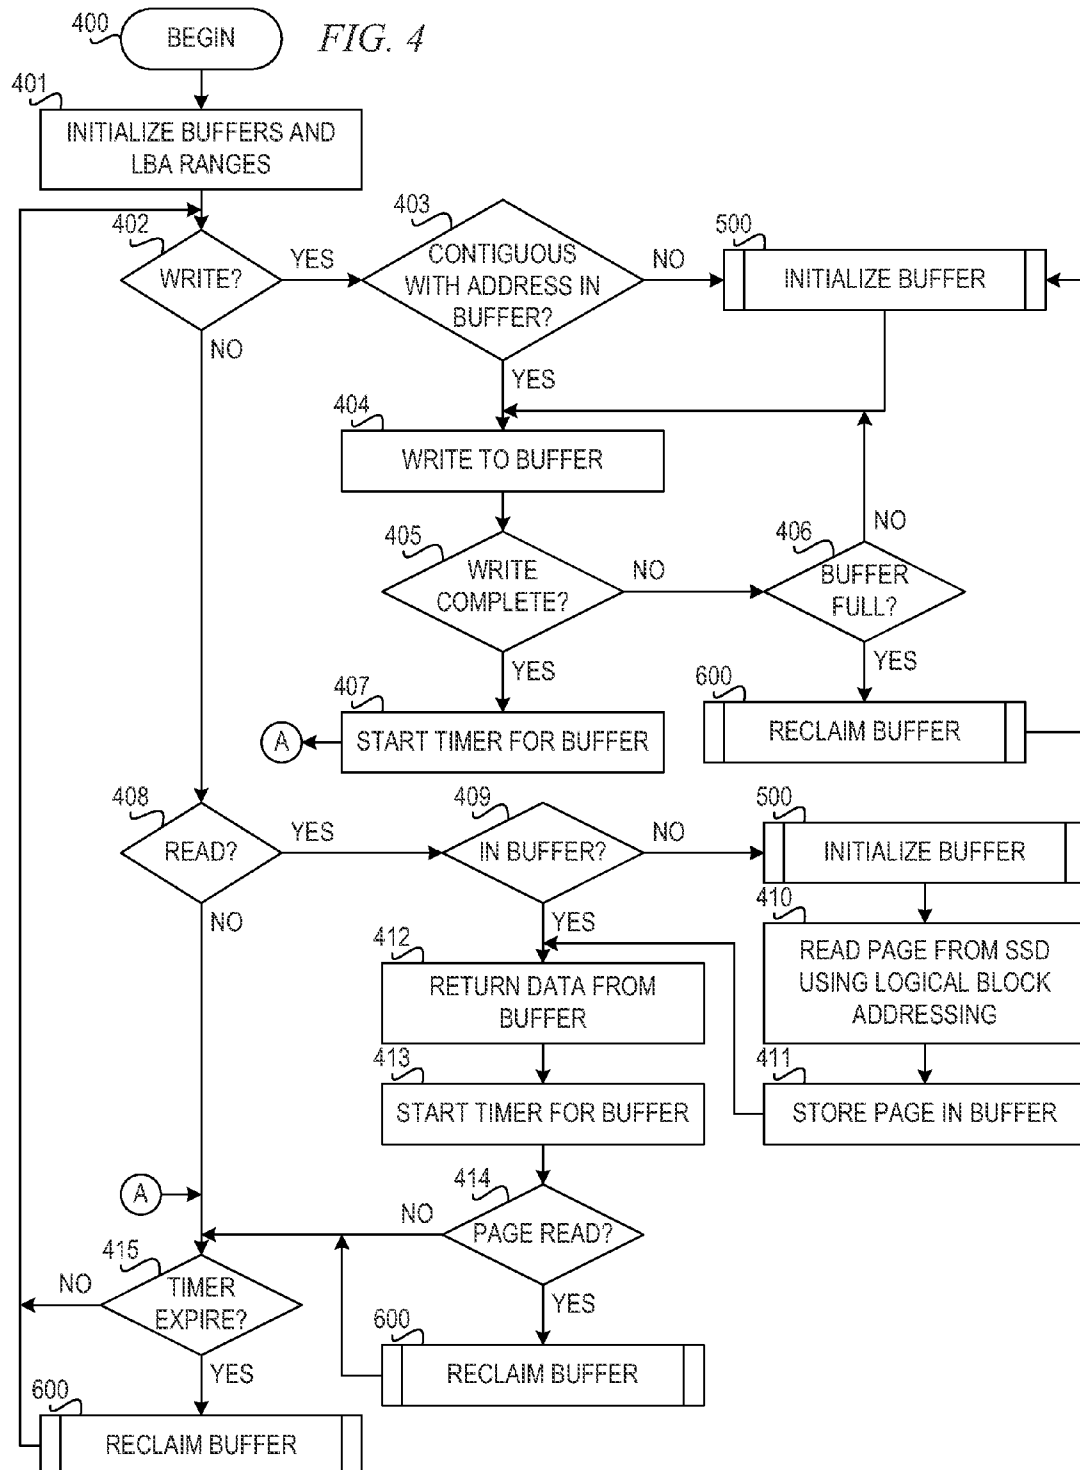 400
BEGIN
FIG. 4
401
INITIALIZE BUFFERS AND
LBA RANGES
402
WRITE?
YES
NO
403
CONTIGUOUS
WITH ADDRESS IN
BUFFER?
NO
YES
500
INITIALIZE BUFFER
404
WRITE TO BUFFER
405
WRITE
COMPLETE?
NO
YES
406
BUFFER
FULL?
NO
YES
600
RECLAIM BUFFER
407
START TIMER FOR BUFFER
A
408
READ?
YES
NO
409
IN BUFFER?
NO
YES
500
INITIALIZE BUFFER
410
READ PAGE FROM SSD
USING LOGICAL BLOCK
ADDRESSING
411
STORE PAGE IN BUFFER
412
RETURN DATA FROM
BUFFER
413
START TIMER FOR BUFFER
414
PAGE READ?
NO
YES
600
RECLAIM BUFFER
A
415
TIMER
EXPIRE?
NO
YES
600
RECLAIM BUFFER